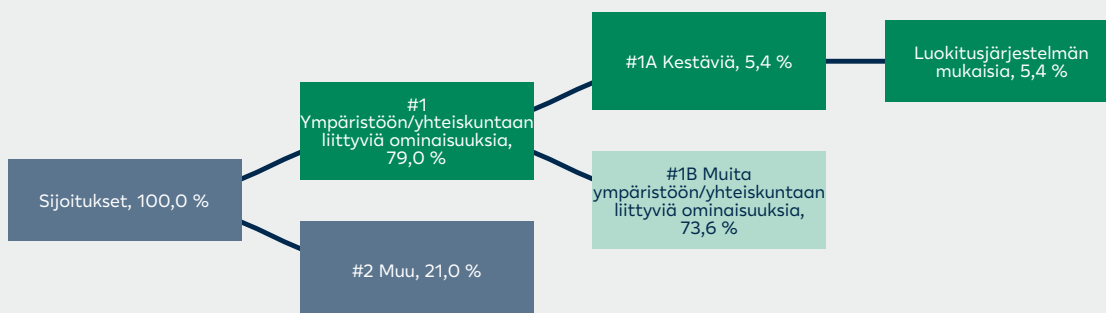 Sijoitukset, 100,0 %
#1
Ympäristöön/yhteiskuntaan
liittyviä ominaisuuksia,
79,0 %
#2 Muu, 21,0 %
#1A Kestäviä, 5,4 %
#1B Muita
ympäristöön/yhteiskuntaan
liittyviä ominaisuuksia,
73,6 %
Luokitusjärjestelmän
mukaisia, 5,4 %